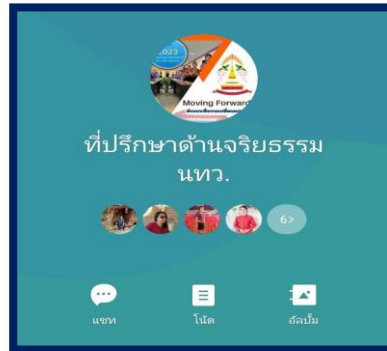 2023
Moving Forward
ที่ปรึกษาด้านจริยธรรม
นทว.
6>
แชท
โน้ต
อัลบั้ม